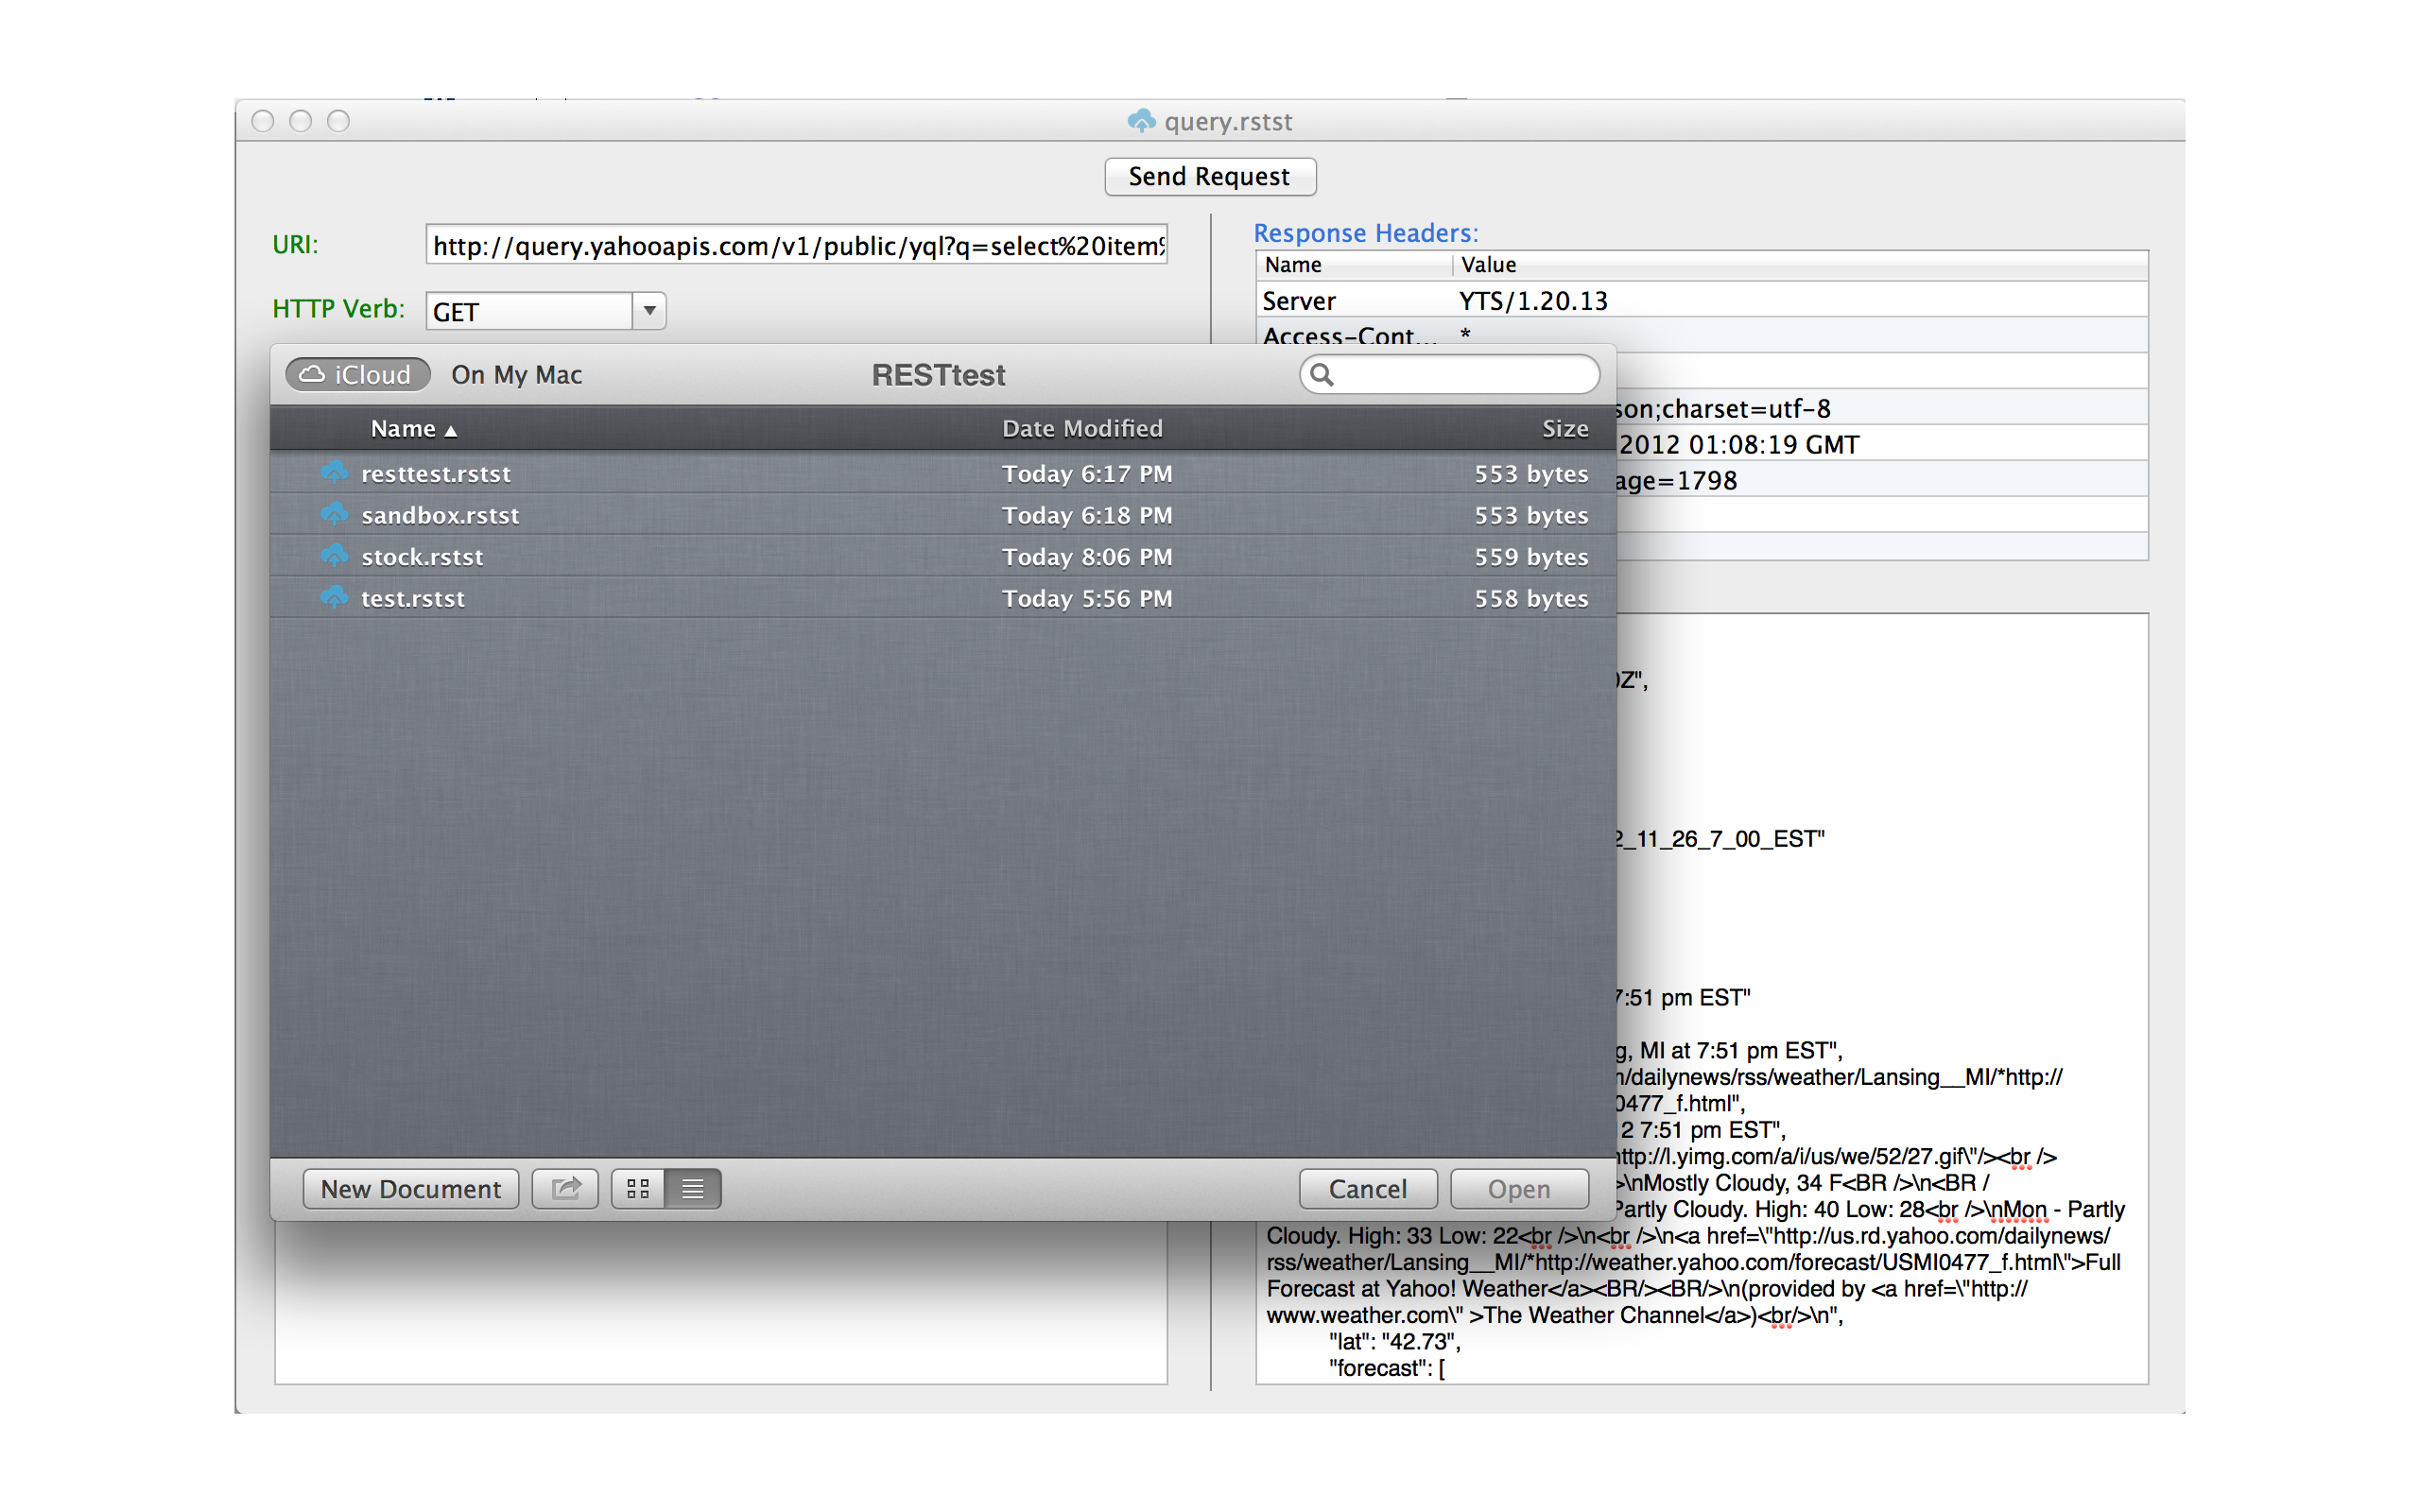 query.rstst
Send Request
URI:
http://query.yahooapis.com/v1/public/yql?q=select%20item%
HTTP Verb:
GET
Response Headers:
Name Value
Server YTS/1.20.13
Access-Cont... *
son;charset=utf-8
2012 01:08:19 GMT
age=1798
iCloud On My Mac RESTtest
Name Date Modified Size
resttest.rstst Today 6:17 PM 553 bytes
sandbox.rstst Today 6:18 PM 553 bytes
stock.rstst Today 8:06 PM 559 bytes
test.rstst Today 5:56 PM 558 bytes
New Document Cancel Open
0Z",
2_11_26_7_00_EST"
7:51 pm EST"
g, MI at 7:51 pm EST",
/dailynews/rss/weather/Lansing__MI/*http://
0477_f.html",
2 7:51 pm EST",
ttp://l.yimg.com/a/i/us/we/52/27.gif\"/><br />
>\nMostly Cloudy, 34 F<BR />\n<BR /
Partly Cloudy. High: 40 Low: 28<br />\nMon - Partly
Cloudy. High: 33 Low: 22<br />\n<br />\n<a href=\"http://us.rd.yahoo.com/dailynews/
rss/weather/Lansing__MI/*http://weather.yahoo.com/forecast/USMI0477_f.html\">Full
Forecast at Yahoo! Weather</a><BR/><BR/>\n(provided by <a href=\"http://
www.weather.com\" >The Weather Channel</a>)<br/>\n",
"lat": "42.73",
"forecast": [